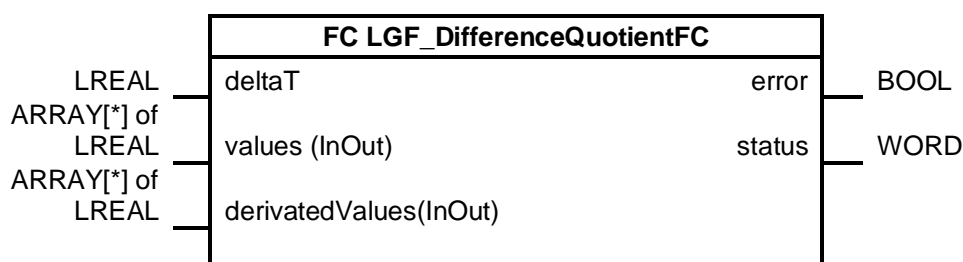 FC LGF_DifferenceQuotientFC
LREAL deltaT error BOOL
ARRAY[*] of
LREAL values (InOut) status WORD
ARRAY[*] of
LREAL derivatedValues(InOut)